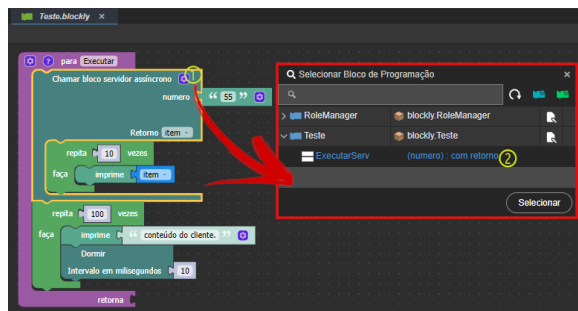 Teste.blockly ×
? para Executar
Chamar bloco servidor assíncrono 1
numero “ 55 ”
Retorno item
repita 10 vezes
faça imprime item
repita 100 vezes
faça imprime “ conteúdo do cliente. ”
Dormir
Intervalo em milisegundos 10
retorna
Selecionar Bloco de Programação ×
RoleManager blockly.RoleManager
Teste blockly.Teste
ExecutarServ (numero) : com retorno 2
Selecionar